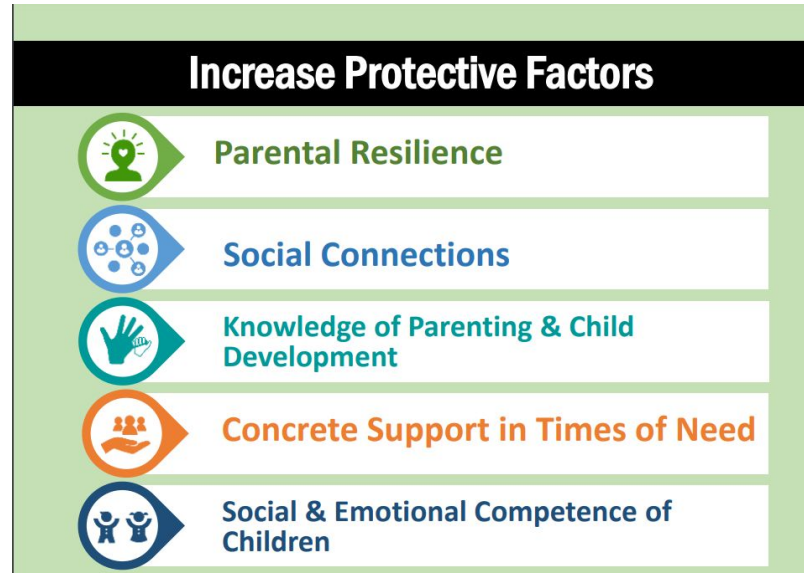 Increase Protective Factors
Parental Resilience
Social Connections
Knowledge of Parenting & Child
Development
Concrete Support in Times of Need
Social & Emotional Competence of
Children